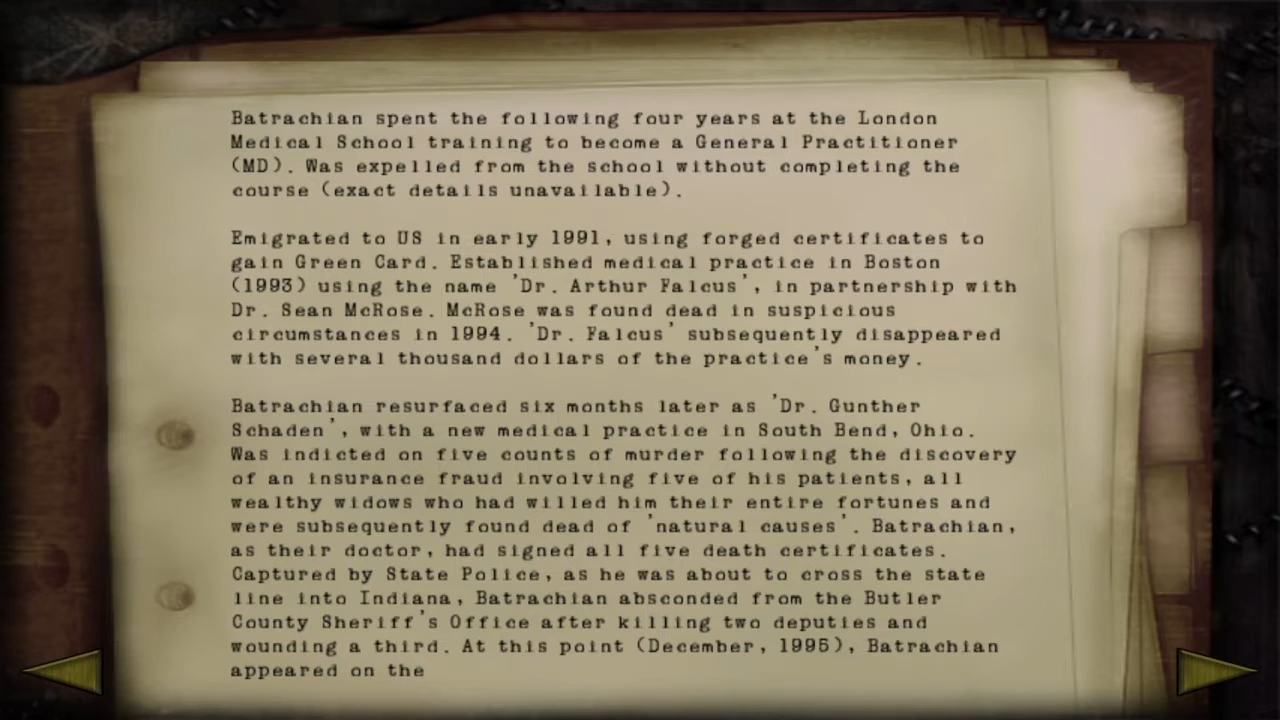 Batrachian spent the following four years at the London
Medical School training to become a General Practitioner
(MD). Was expelled from the school without completing the
course (exact details unavailable).
Emigrated to US in early 1991, using forged certificates to
gain Green Card. Established medical practice in Boston
(1993) using the name 'Dr. Arthur Falcus', in partnership with
Dr. Sean McRose. McRose was found dead in suspicious
circumstances in 1994. 'Dr. Falcus' subsequently disappeared
with several thousand dollars of the practice's money.
Batrachian resurfaced six months later as 'Dr. Gunther
Schaden', with a new medical practice in South Bend, Ohio.
Was indicted on five counts of murder following the discovery
of an insurance fraud involving five of his patients, all
wealthy widows who had willed him their entire fortunes and
were subsequently found dead of 'natural causes'. Batrachian,
as their doctor, had signed all five death certificates.
Captured by State Police, as he was about to cross the state
line into Indiana, Batrachian absconded from the Butler
County Sheriff's Office after killing two deputies and
wounding a third. At this point (December, 1995), Batrachian
appeared on the